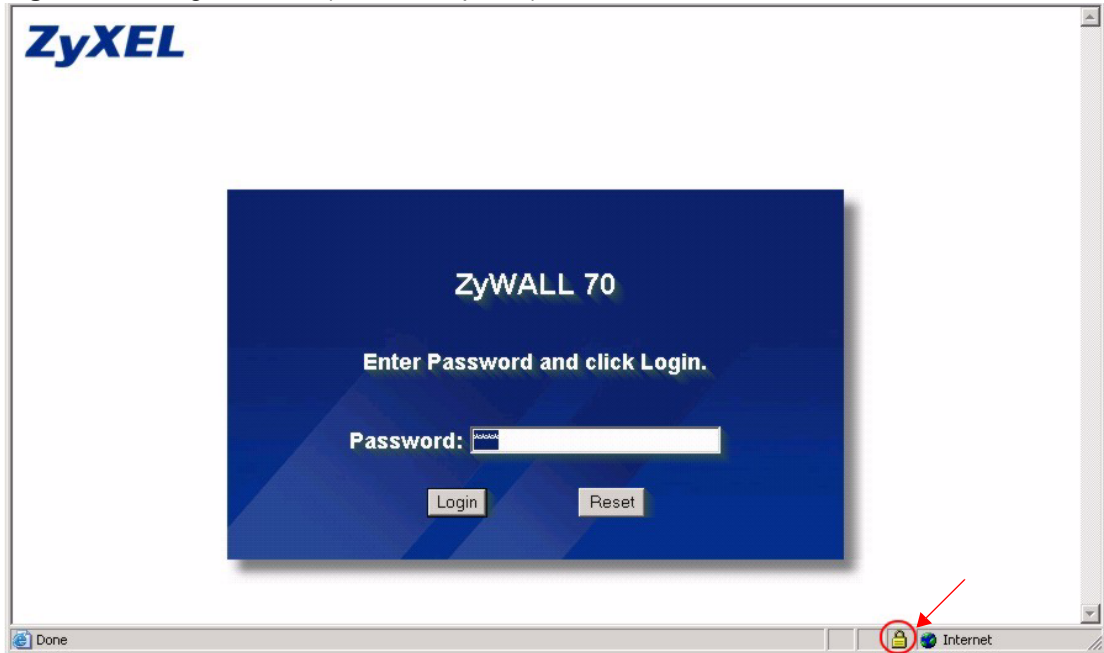 ZyXEL
ZyWALL 70
Enter Password and click Login.
Password: ****
Login Reset
Done Internet